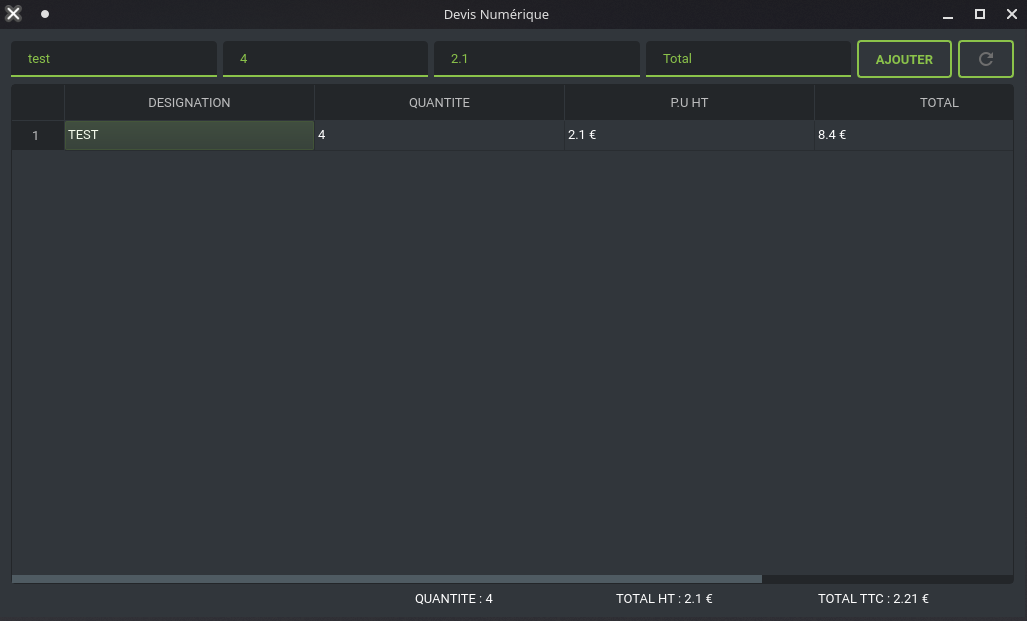 Devis Numérique
test 4 2.1 Total AJOUTER
DESIGNATION QUANTITE P.U HT TOTAL
1 TEST 4 2.1 € 8.4 €
QUANTITE : 4 TOTAL HT : 2.1 € TOTAL TTC : 2.21 €